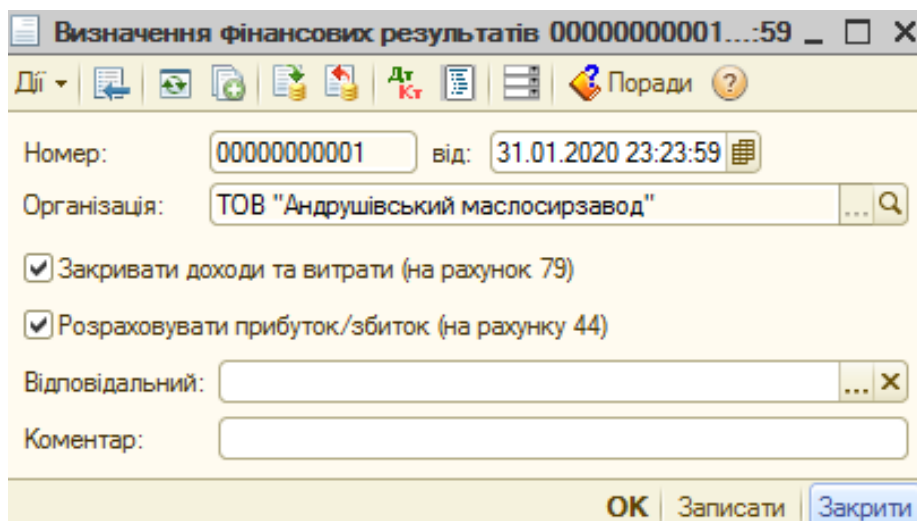 Визначення фінансових результатів 00000000001...:59
Дії Дт Кт Поради ?
Номер: 00000000001 від: 31.01.2020 23:23:59
Організація: ТОВ "Андрушівський маслосирзавод" ...
Закривати доходи та витрати (на рахунок 79)
Розраховувати прибуток/збиток (на рахунку 44)
Відповідальний: ...
Коментар:
OK Записати Закрити